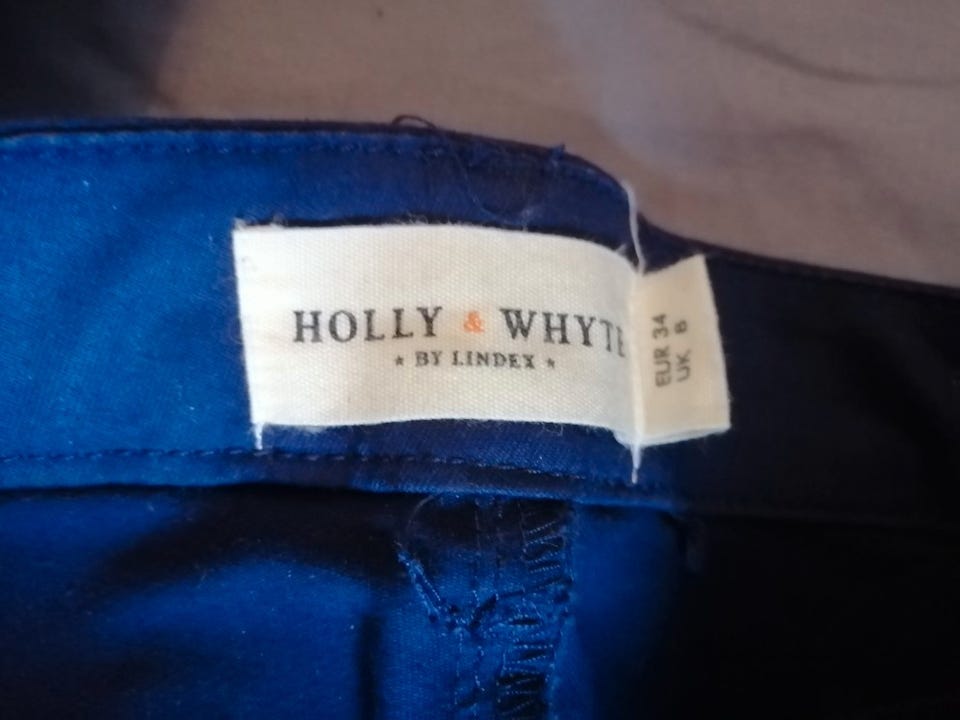 HOLLY & WHYTE
★ BY LINDEX ★
EUR 34
UK 8